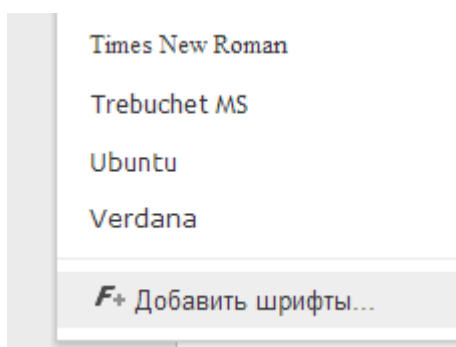 Times New Roman
Trebuchet MS
Ubuntu
Verdana
F+ Добавить шрифты...